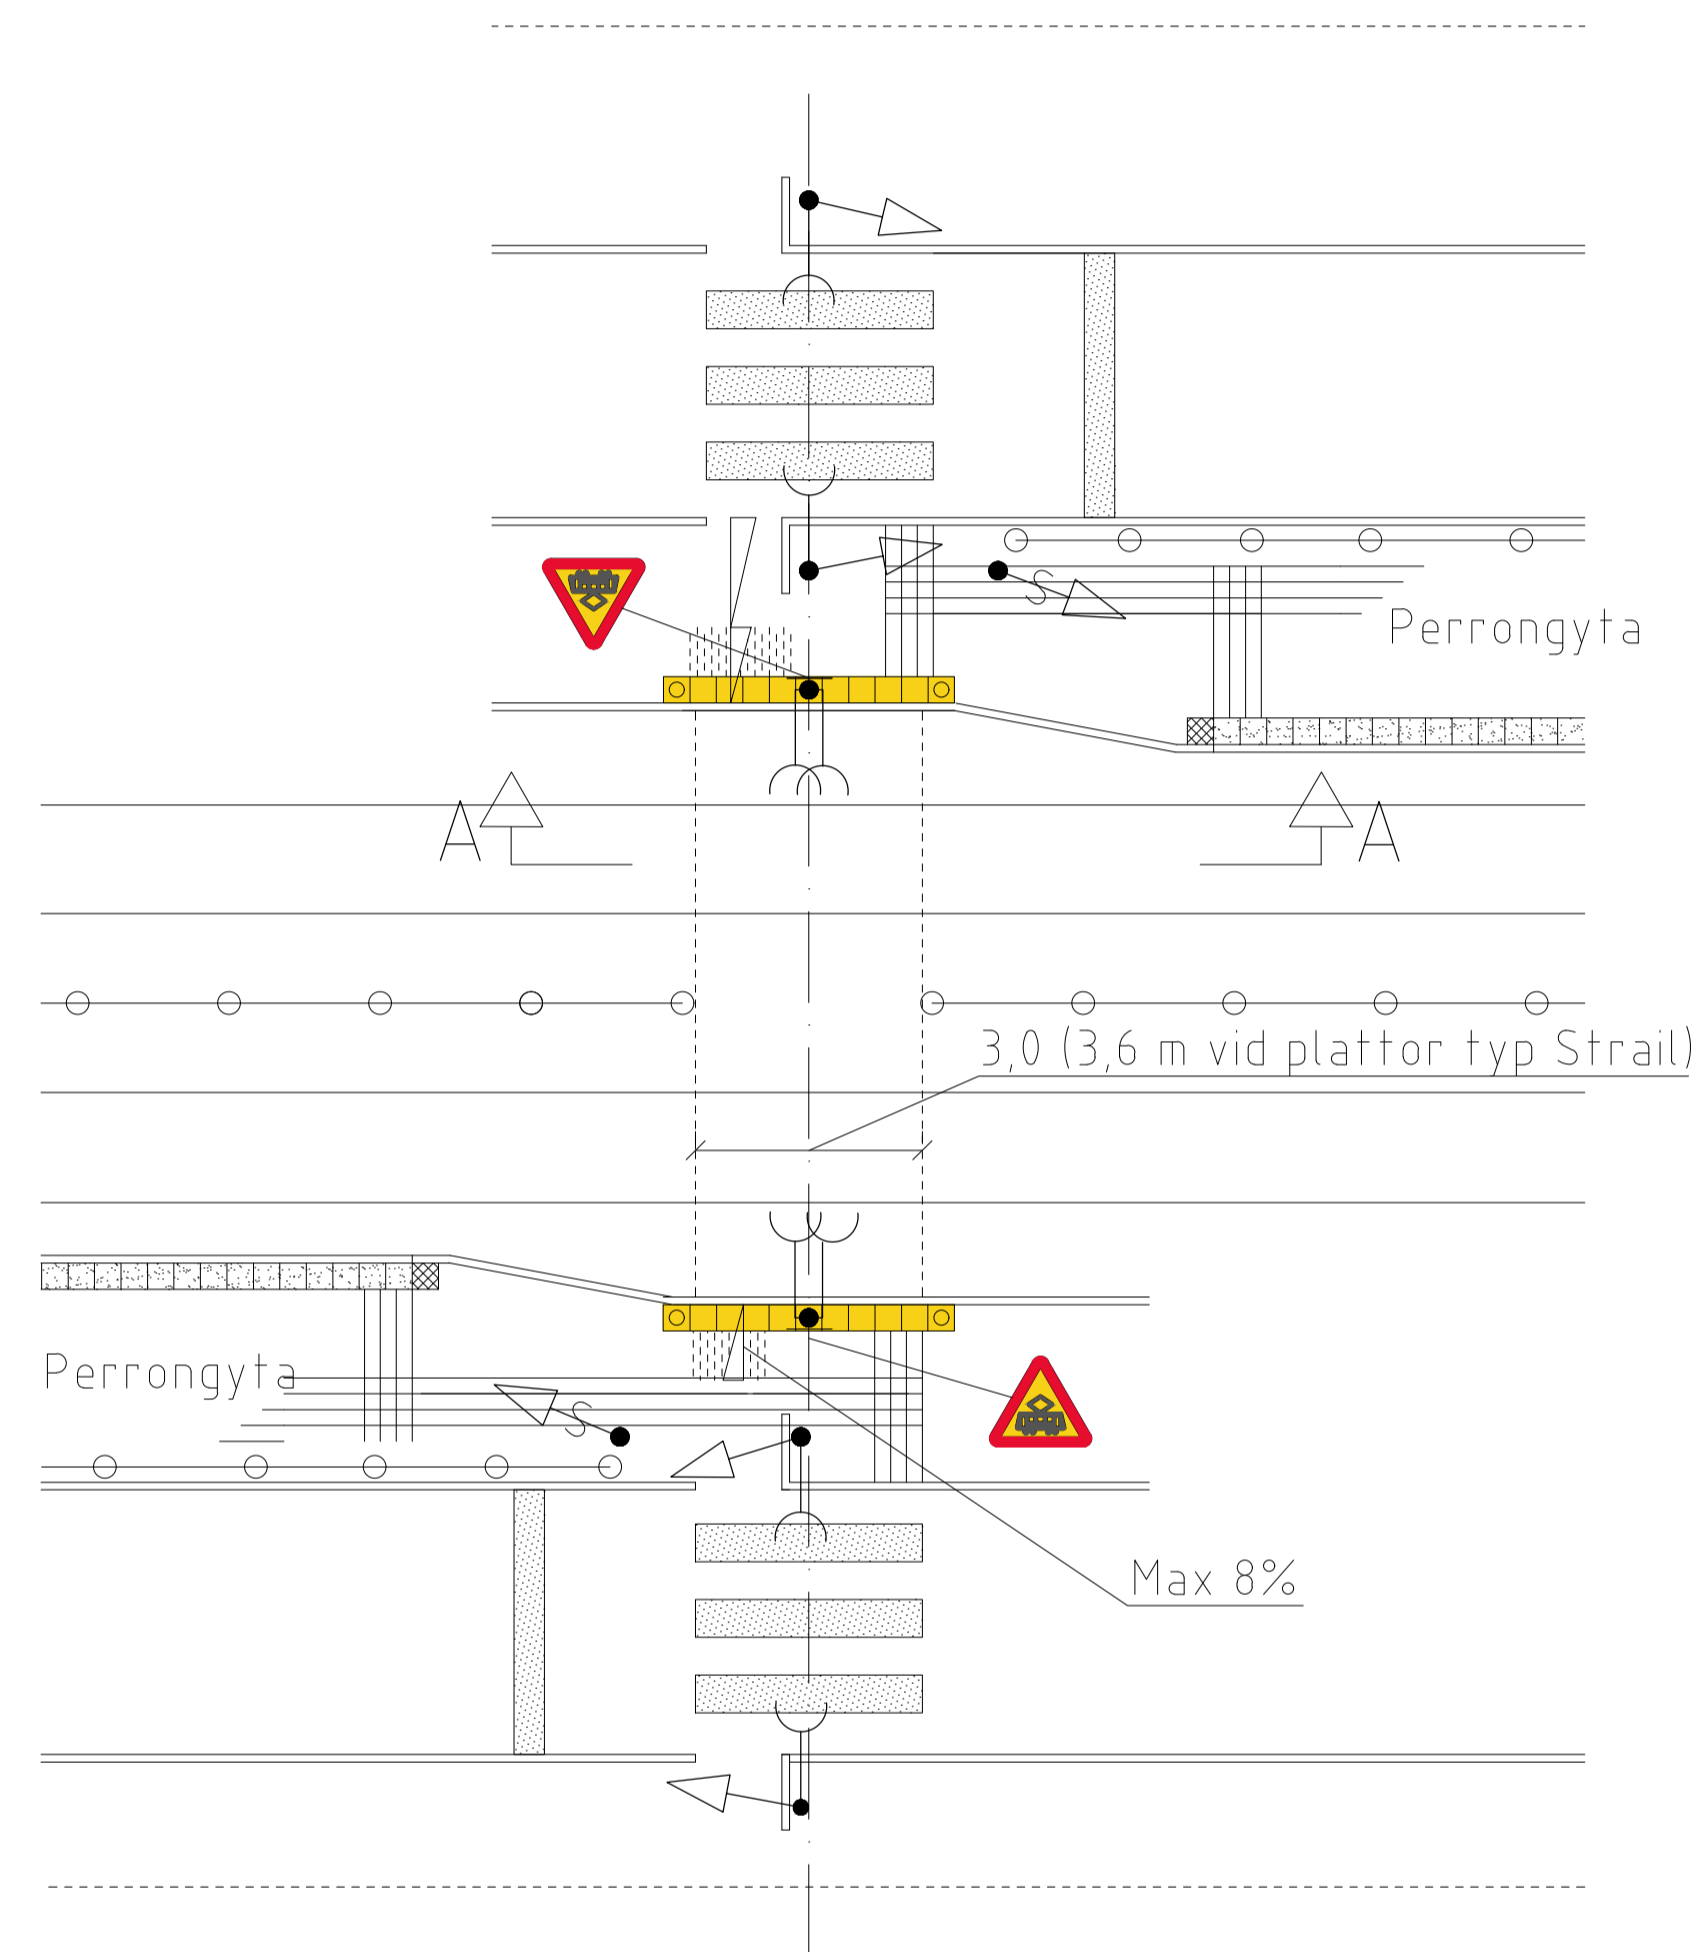 S
Perrongyta
A A
3,0 (3,6 m vid plattor typ Strail)
Perrongyta
S
Max 8%